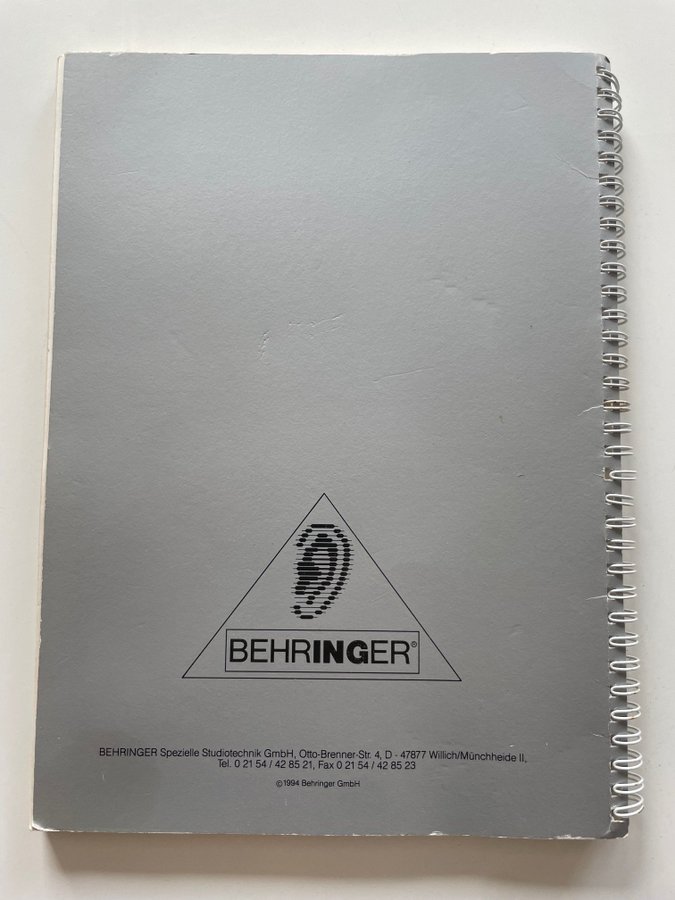 BEHRINGER®
BEHRINGER Spezielle Studiotechnik GmbH, Otto-Brenner-Str. 4, D - 47877 Willich/Münchheide II,
Tel. 0 21 54 / 42 85 21, Fax 0 21 54 / 42 85 23
©1994 Behringer GmbH